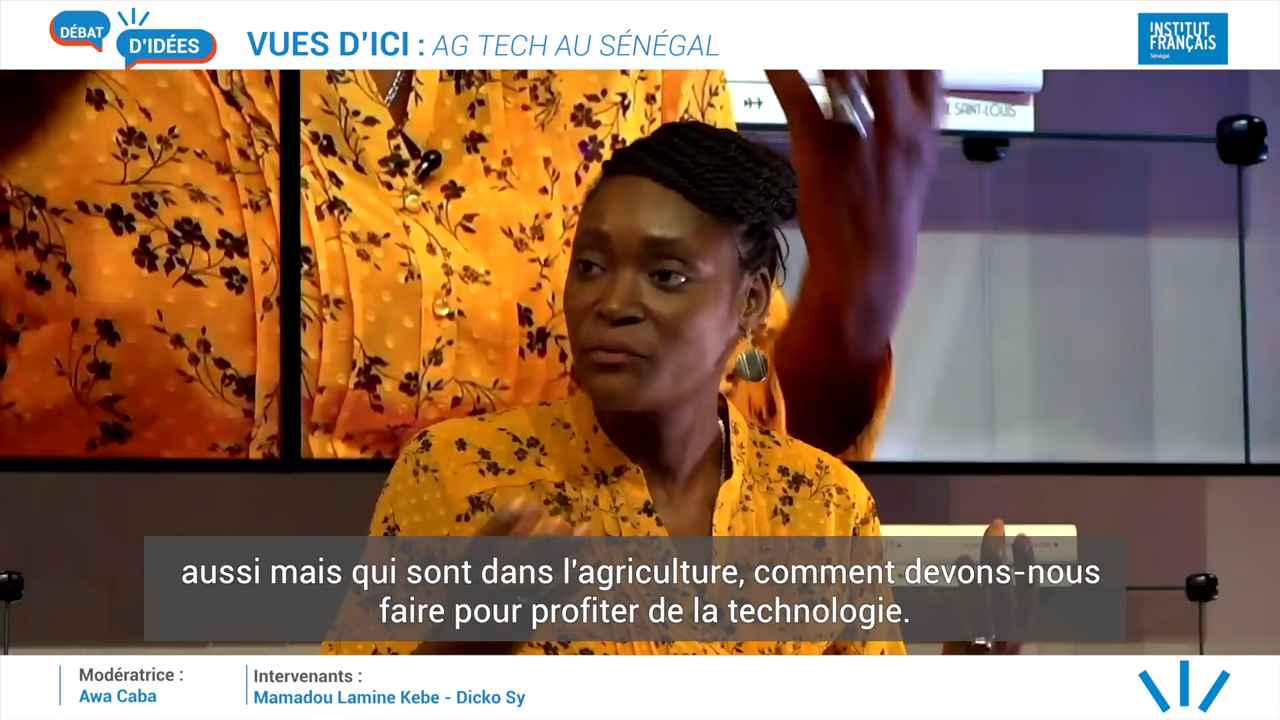 DÉBAT
D'IDÉES
VUES D'ICI : AG TECH AU SÉNÉGAL
INSTITUT
FRANÇAIS
Sénégal
SAINT-LOUIS
aussi mais qui sont dans l'agriculture, comment devons-nous
faire pour profiter de la technologie.
Modératrice :
Awa Caba
Intervenants :
Mamadou Lamine Kebe - Dicko Sy